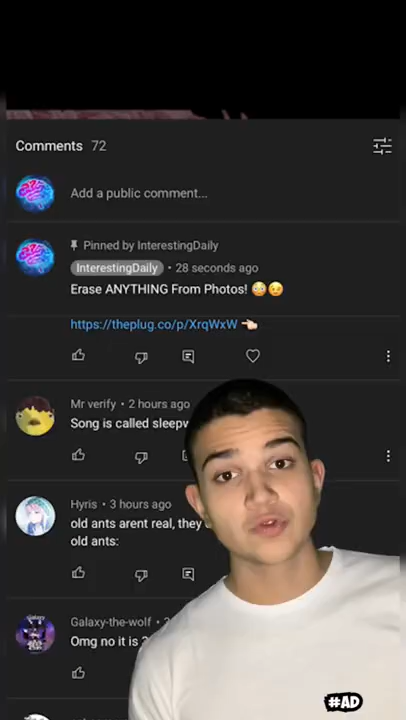 Comments 72
Add a public comment...
Pinned by InterestingDaily
InterestingDaily • 28 seconds ago
Erase ANYTHING From Photos! 😳😉
https://theplug.co/p/XrqWxW 👈🏻
Mr verify • 2 hours ago
Song is called sleepw
Hyris • 3 hours ago
old ants arent real, they
old ants:
Galaxy-the-wolf •
Omg no it is
#AD